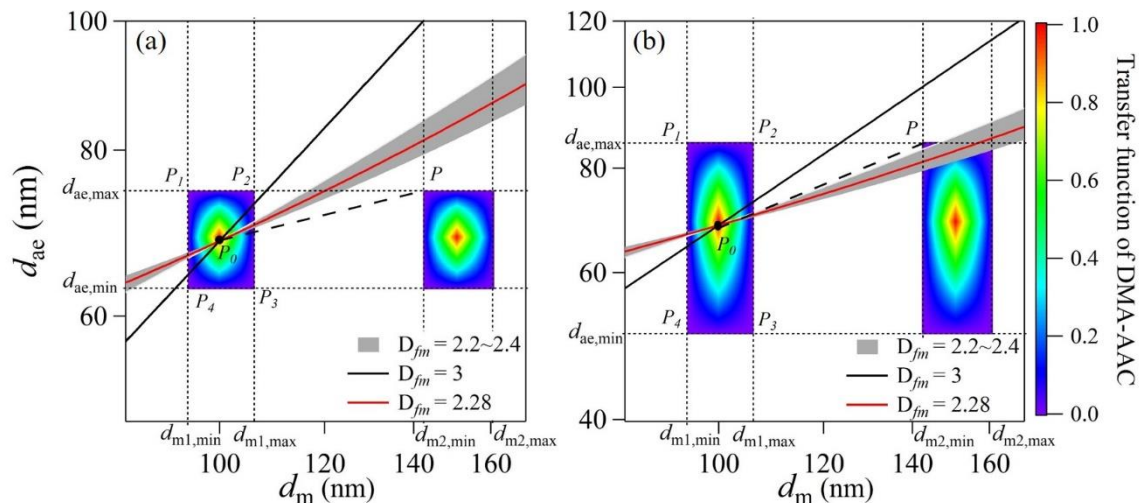 (a)
100
80
60
d_ae (nm)
d_ae,max
d_ae,min
P_1
P_2
P
P_0
P_4
P_3
D_fm = 2.2~2.4
D_fm = 3
D_fm = 2.28
d_m1,min
d_m1,max
d_m2,min
d_m2,max
100 120 140 160
d_m (nm)
(b)
120
100
80
60
40
d_ae,max
d_ae,min
P_1
P_2
P
P_0
P_4
P_3
D_fm = 2.2~2.4
D_fm = 3
D_fm = 2.28
d_m1,min
d_m1,max
d_m2,min
d_m2,max
100 120 140 160
d_m (nm)
1.0
0.8
0.6
0.4
0.2
0.0
Transfer function of DMA-AAC